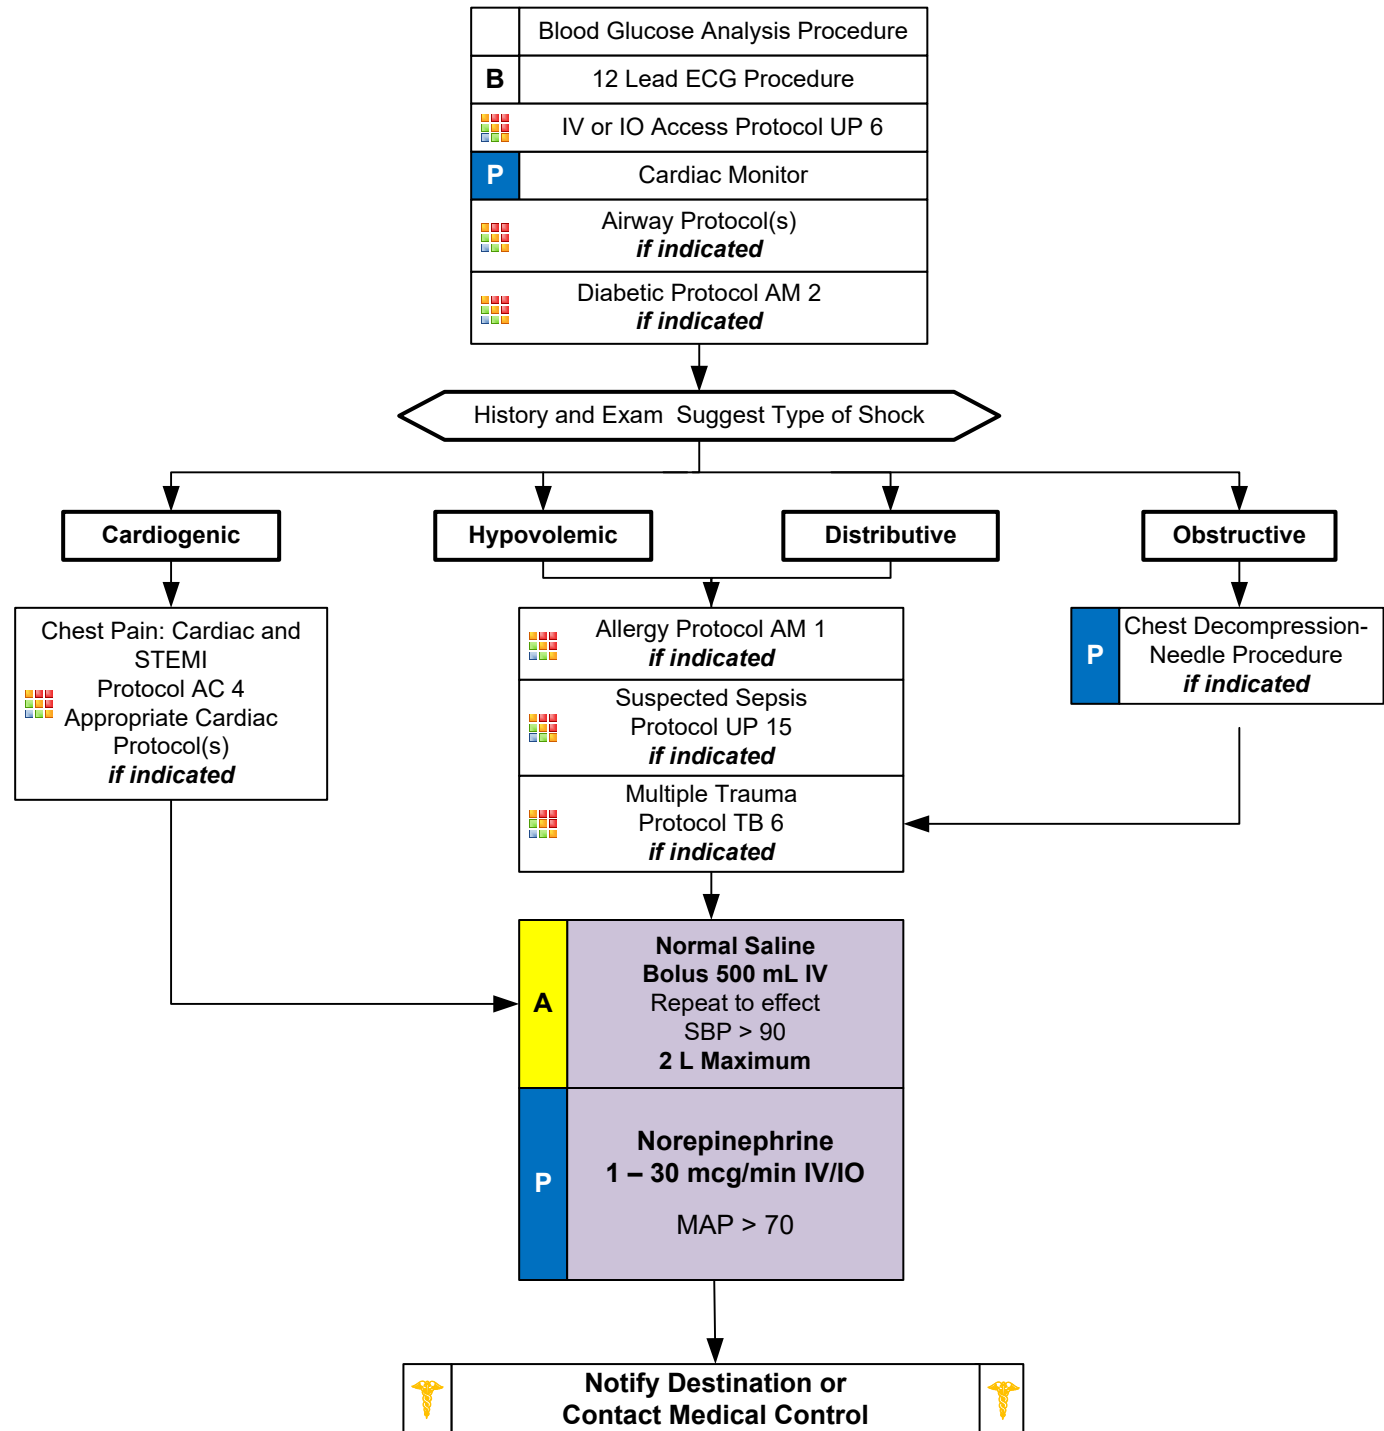 Blood Glucose Analysis Procedure
B
12 Lead ECG Procedure
IV or IO Access Protocol UP 6
P
Cardiac Monitor
Airway Protocol(s)
if indicated
Diabetic Protocol AM 2
if indicated
History and Exam Suggest Type of Shock
Cardiogenic
Hypovolemic
Distributive
Obstructive
Chest Pain: Cardiac and
STEMI
Protocol AC 4
Appropriate Cardiac
Protocol(s)
if indicated
Allergy Protocol AM 1
if indicated
Suspected Sepsis
Protocol UP 15
if indicated
Multiple Trauma
Protocol TB 6
if indicated
P
Chest Decompression-
Needle Procedure
if indicated
A
Normal Saline
Bolus 500 mL IV
Repeat to effect
SBP > 90
2 L Maximum
P
Norepinephrine
1 – 30 mcg/min IV/IO
MAP > 70
Notify Destination or
Contact Medical Control